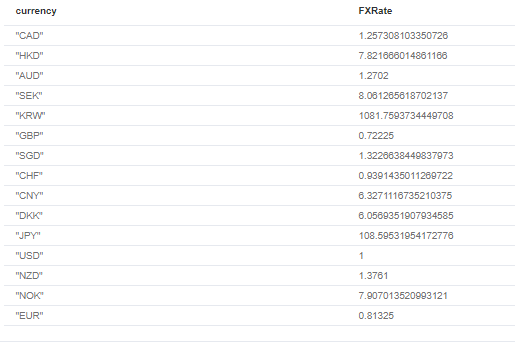 currency FXRate
"CAD" 1.257308103350726
"HKD" 7.821666014861166
"AUD" 1.2702
"SEK" 8.061265618702137
"KRW" 1081.7593734449708
"GBP" 0.72225
"SGD" 1.3226638449837973
"CHF" 0.9391435011269722
"CNY" 6.3271116735210375
"DKK" 6.0569351907934585
"JPY" 108.59531954172776
"USD" 1
"NZD" 1.3761
"NOK" 7.907013520993121
"EUR" 0.81325